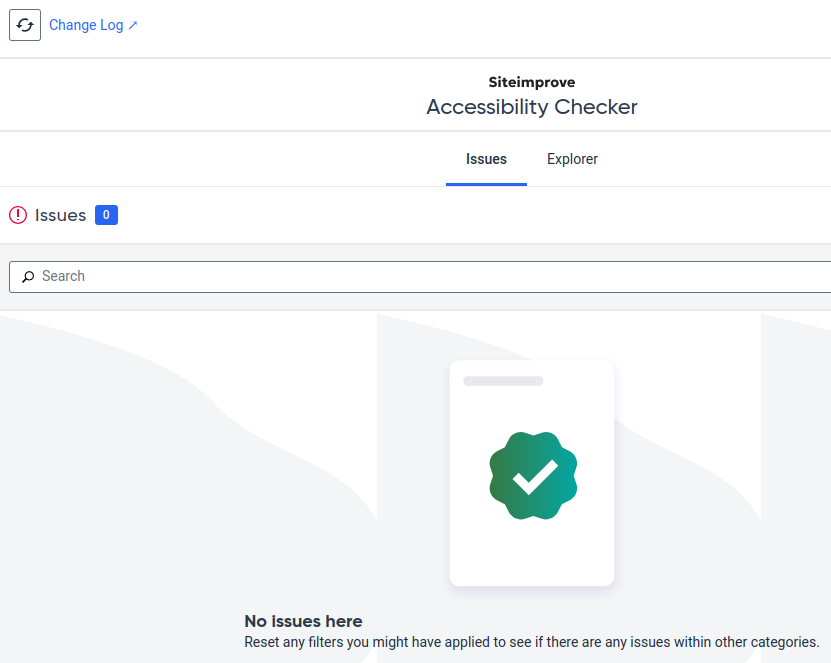 Change Log ↗
Siteimprove
Accessibility Checker
Issues Explorer
Issues 0
Search
No issues here
Reset any filters you might have applied to see if there are any issues within other categories.